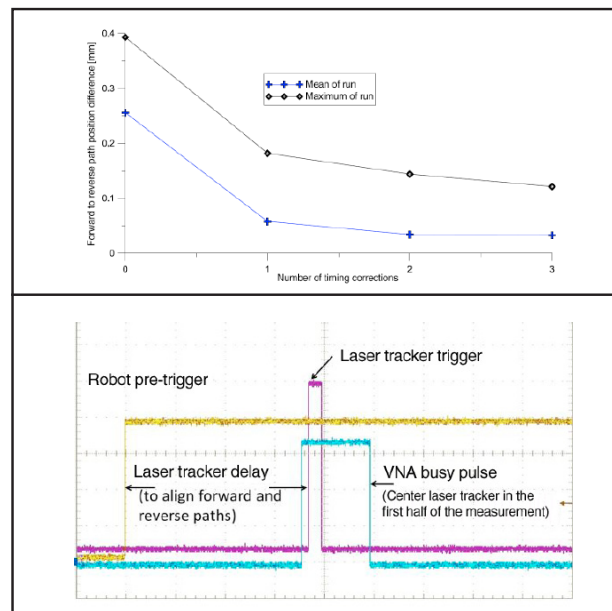 0.4
0.3
0.2
0.1
0
Forward to reverse path position difference [mm]
Mean of run
Maximum of run
0
1
2
3
Number of timing corrections
Laser tracker trigger
Robot pre-trigger
Laser tracker delay
(to align forward and
reverse paths)
VNA busy pulse
(Center laser tracker in the
first half of the measurement)